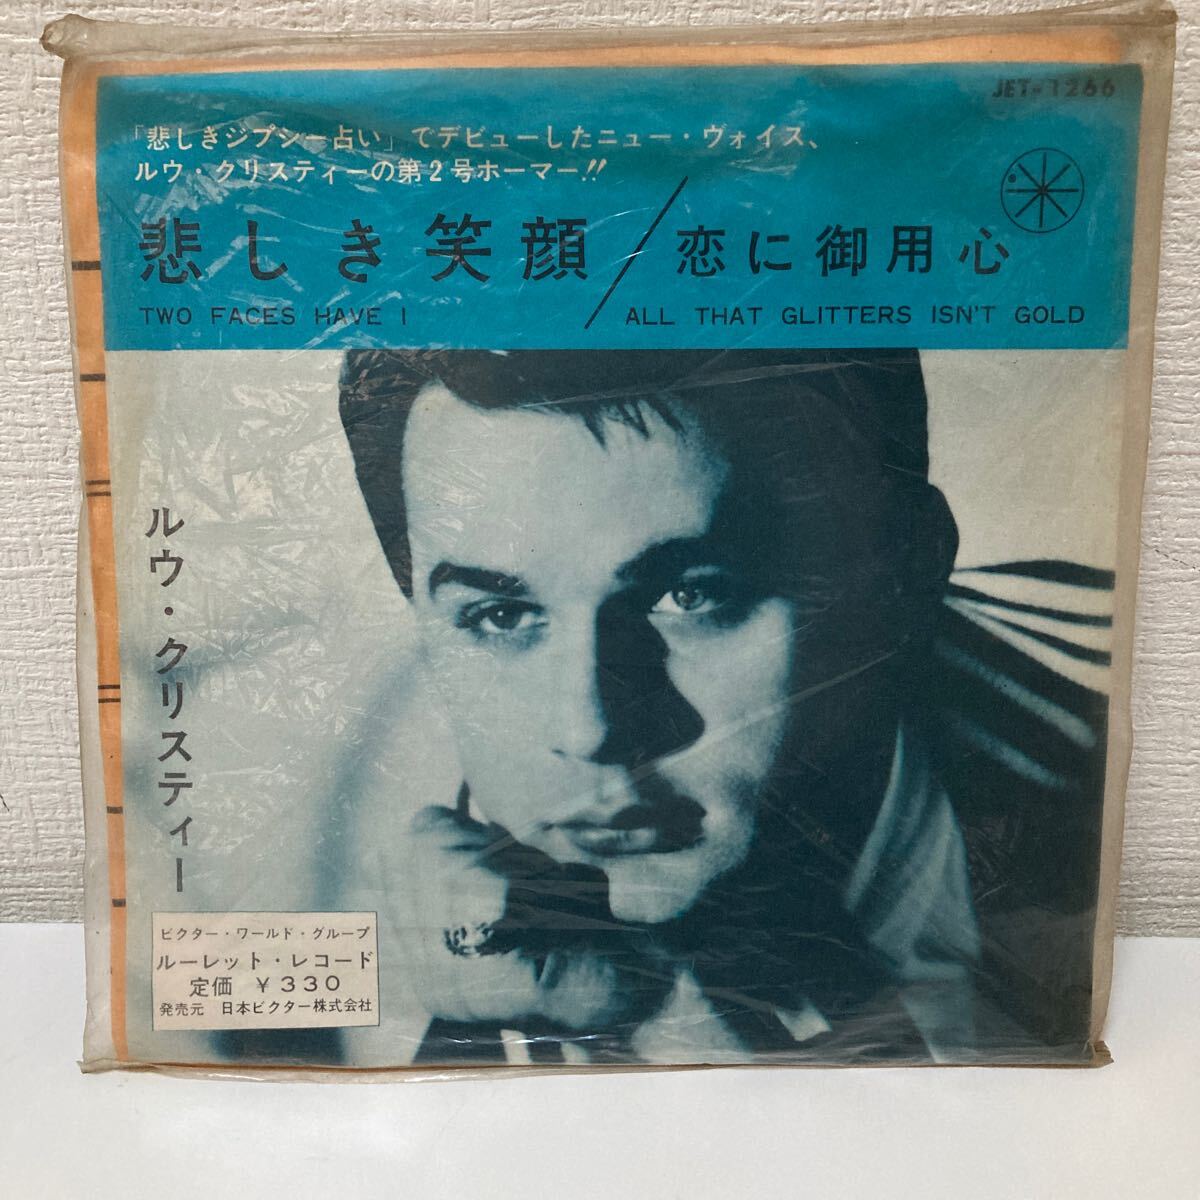 JET-1266
「悲しきジプシー占い」でデビューしたニュー・ヴォイス、
ルウ・クリスティーの第2号ホーマー!!
悲しき笑顔/恋に御用心
TWO FACES HAVE I / ALL THAT GLITTERS ISN'T GOLD
ルウ・クリスティー
ビクター・ワールド・グループ
ルーレット・レコード
定価 ¥330
発売元 日本ビクター株式会社